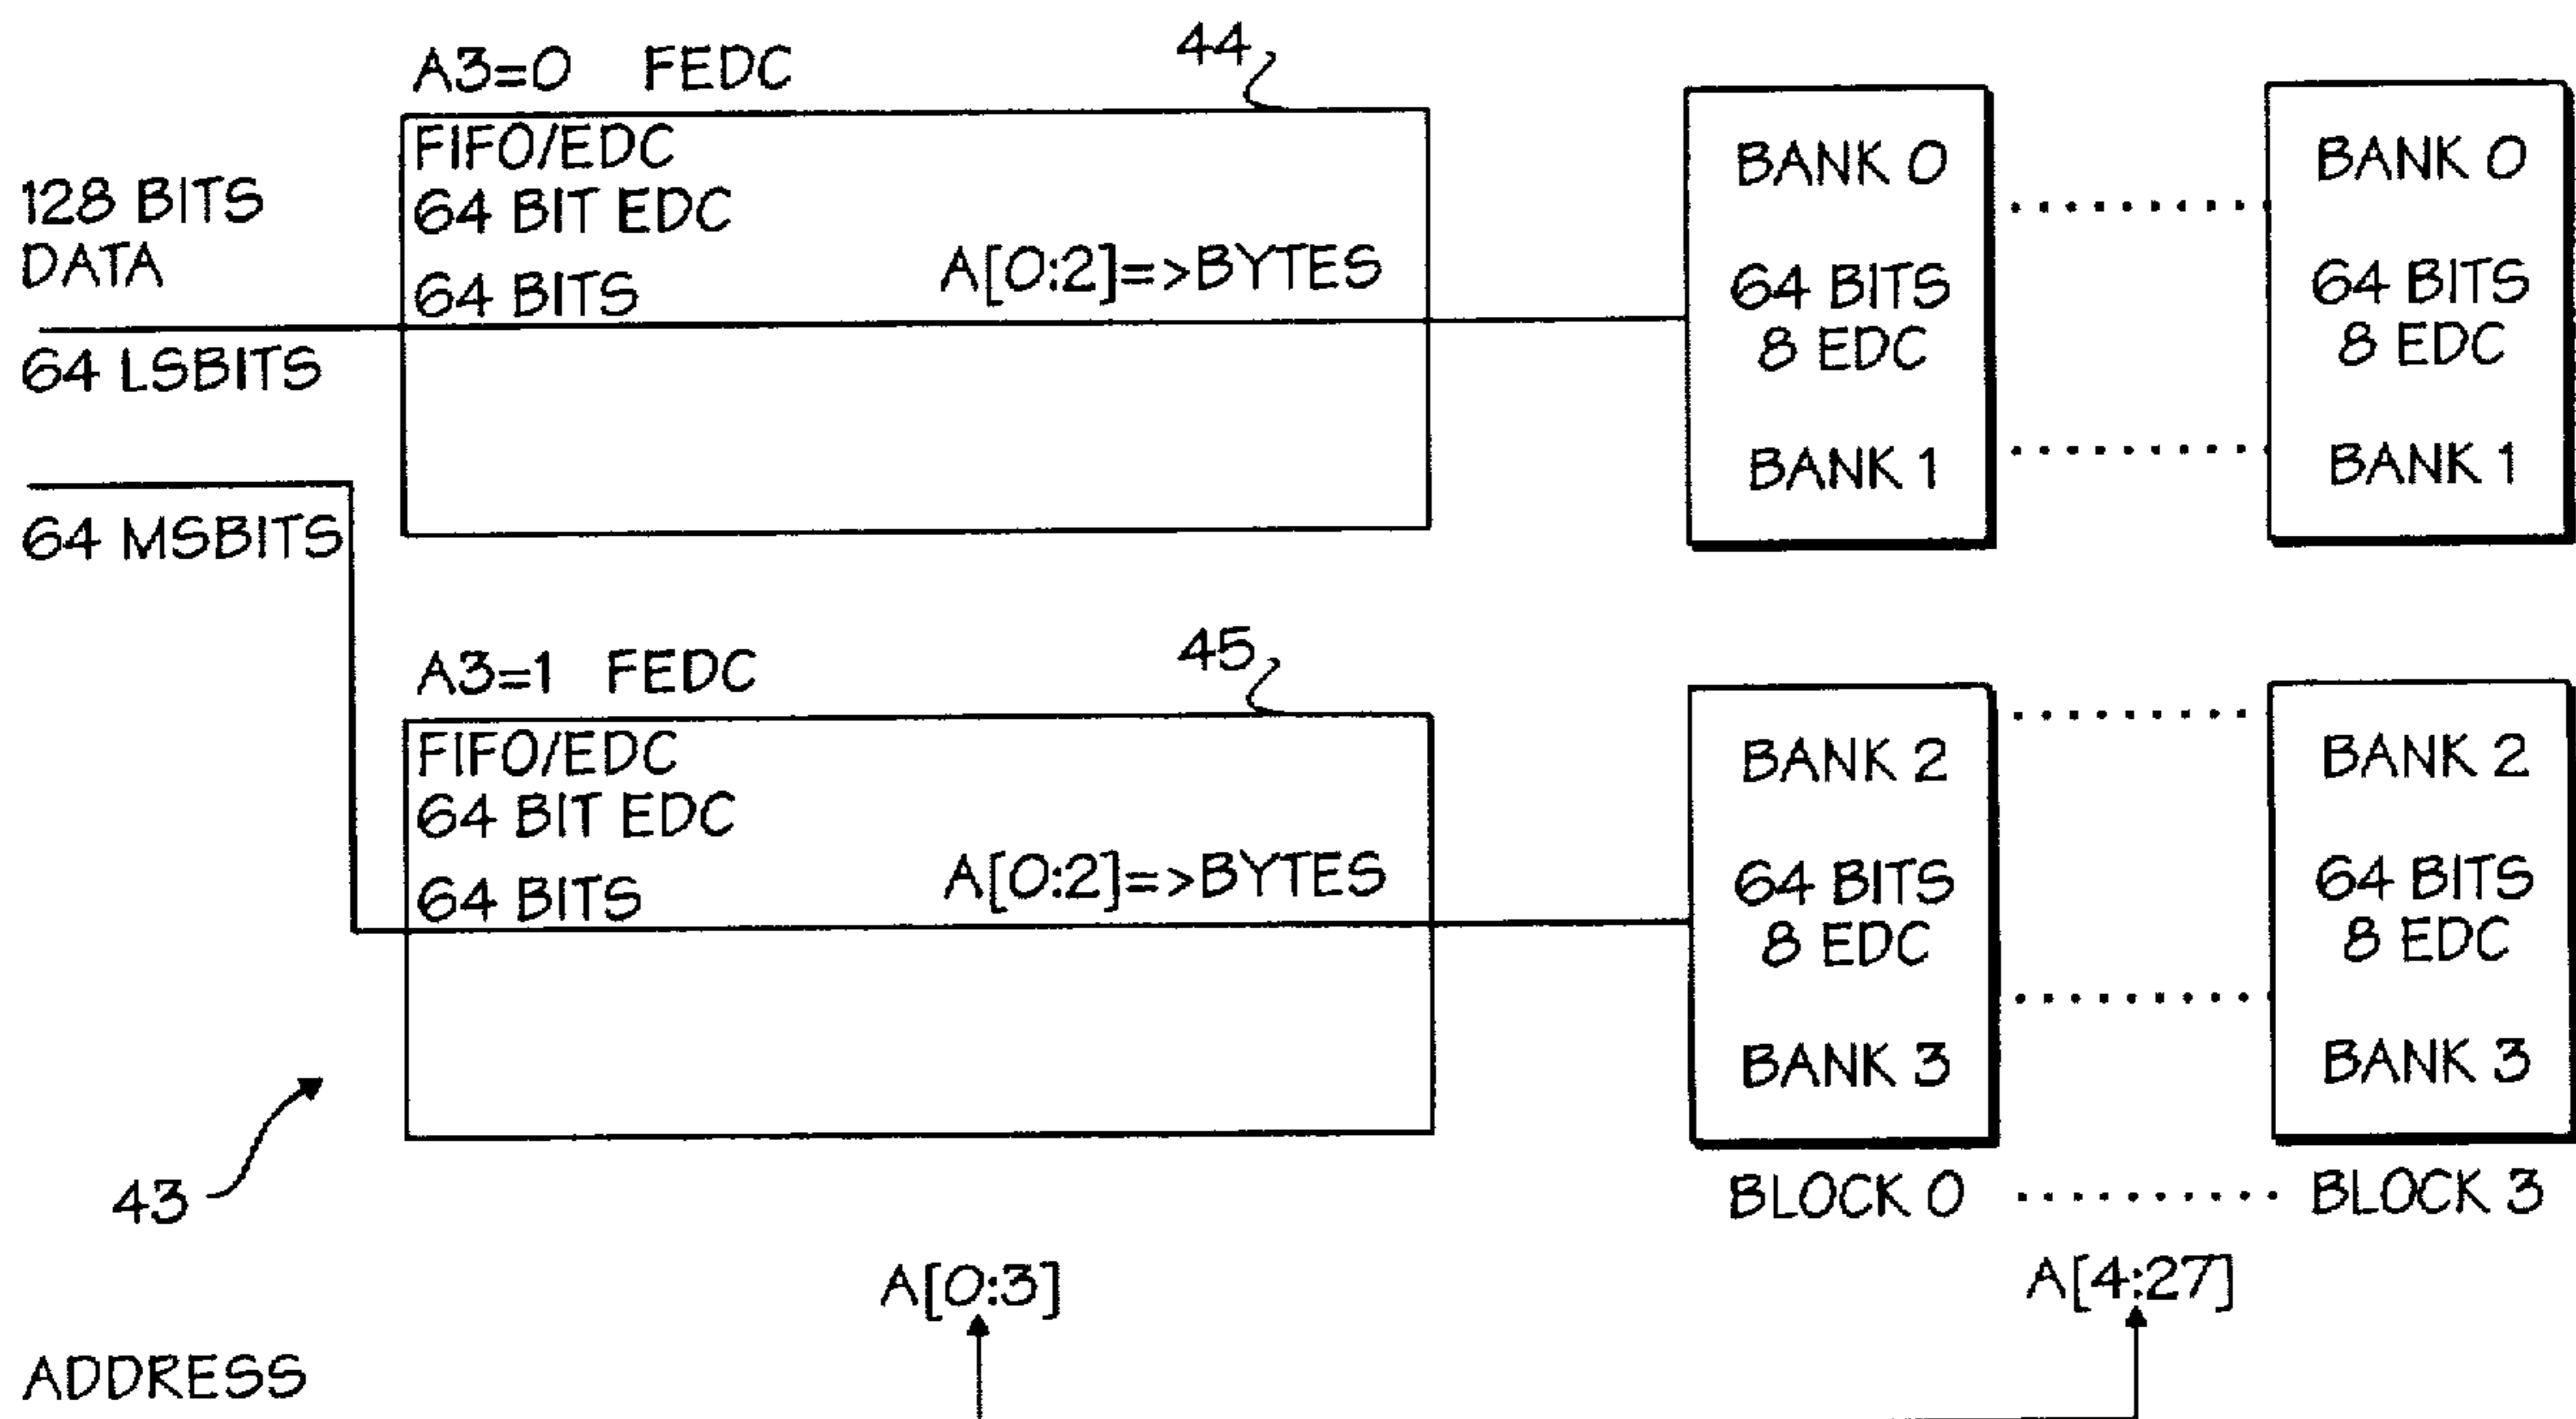 A3=0 FEDC
44
128 BITS
DATA
64 LSBITS
64 MSBITS
FIFO/EDC
64 BIT EDC
64 BITS
A[0:2]=>BYTES
BANK 0
64 BITS
8 EDC
BANK 1
BANK 0
64 BITS
8 EDC
BANK 1
A3=1 FEDC
45
FIFO/EDC
64 BIT EDC
64 BITS
A[0:2]=>BYTES
BANK 2
64 BITS
8 EDC
BANK 3
BANK 2
64 BITS
8 EDC
BANK 3
43
BLOCK 0 .......... BLOCK 3
A[0:3]
A[4:27]
ADDRESS